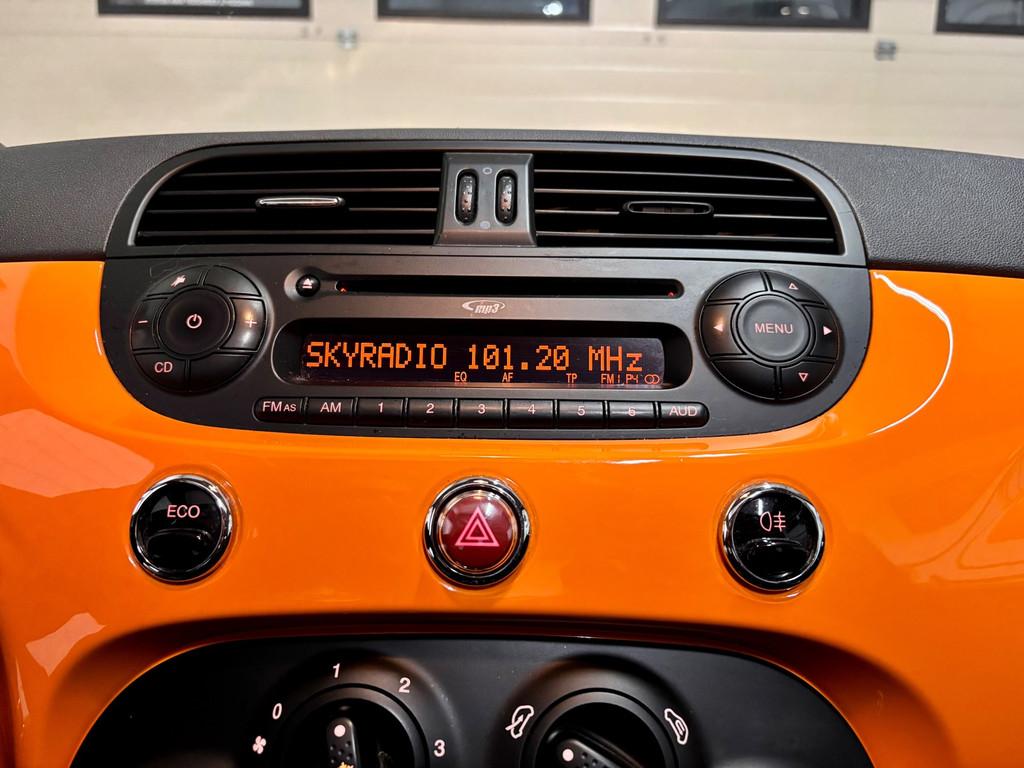 mp3
SKYRADIO 101.20 MHz
EQ AF TP FM1 P4
MENU
CD
FM AS AM 1 2 3 4 5 6 AUD
ECO
0 1 2 3